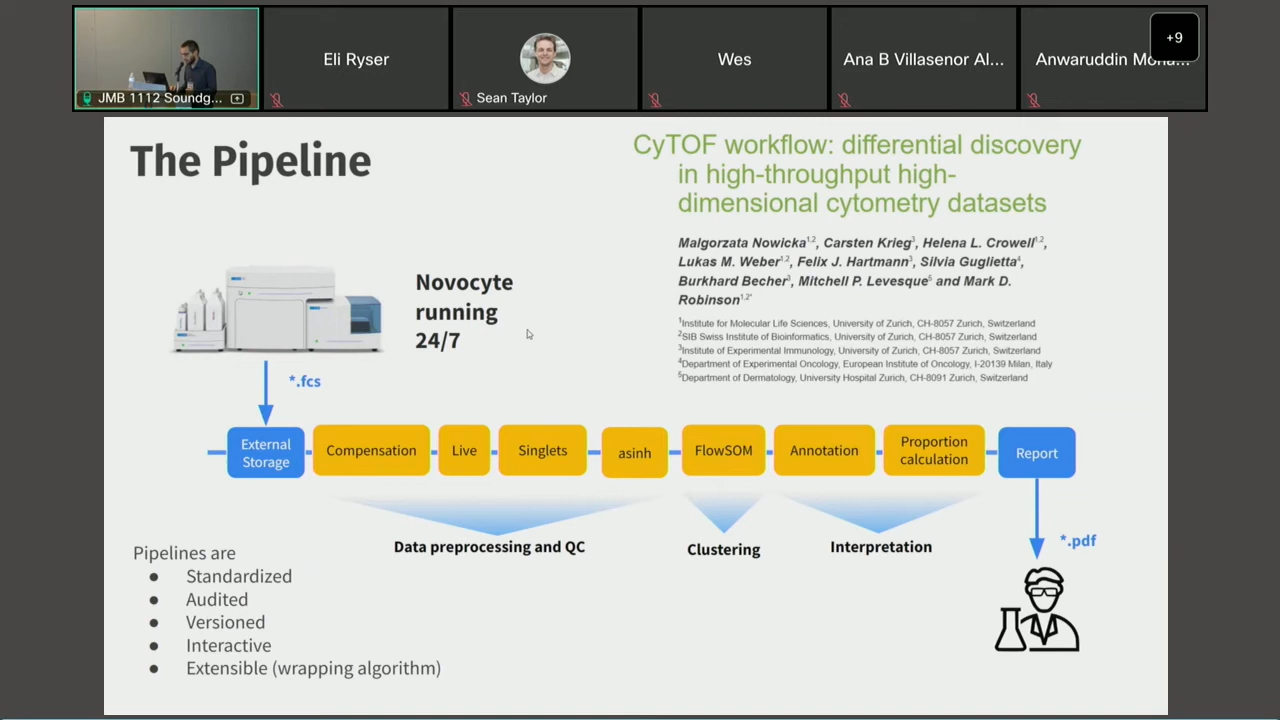 JMB 1112 Soundg...
Eli Ryser
Sean Taylor
Wes
Ana B Villasenor Al...
Anwaruddin Moha...
+9
The Pipeline
CyTOF workflow: differential discovery
in high-throughput high-
dimensional cytometry datasets
Malgorzata Nowicka1,2, Carsten Krieg3, Helena L. Crowell1,2,
Lukas M. Weber1,2, Felix J. Hartmann3, Silvia Guglietta4,
Burkhard Becher3, Mitchell P. Levesque5 and Mark D.
Robinson1,2*
1Institute for Molecular Life Sciences, University of Zurich, CH-8057 Zurich, Switzerland
2SIB Swiss Institute of Bioinformatics, University of Zurich, CH-8057 Zurich, Switzerland
3Institute of Experimental Immunology, University of Zurich, CH-8057 Zurich, Switzerland
4Department of Experimental Oncology, European Institute of Oncology, I-20139 Milan, Italy
5Department of Dermatology, University Hospital Zurich, CH-8091 Zurich, Switzerland
Novocyte
running
24/7
*.fcs
External
Storage
Compensation
Live
Singlets
asinh
FlowSOM
Annotation
Proportion
calculation
Report
Data preprocessing and QC
Clustering
Interpretation
*.pdf
Pipelines are
● Standardized
● Audited
● Versioned
● Interactive
● Extensible (wrapping algorithm)